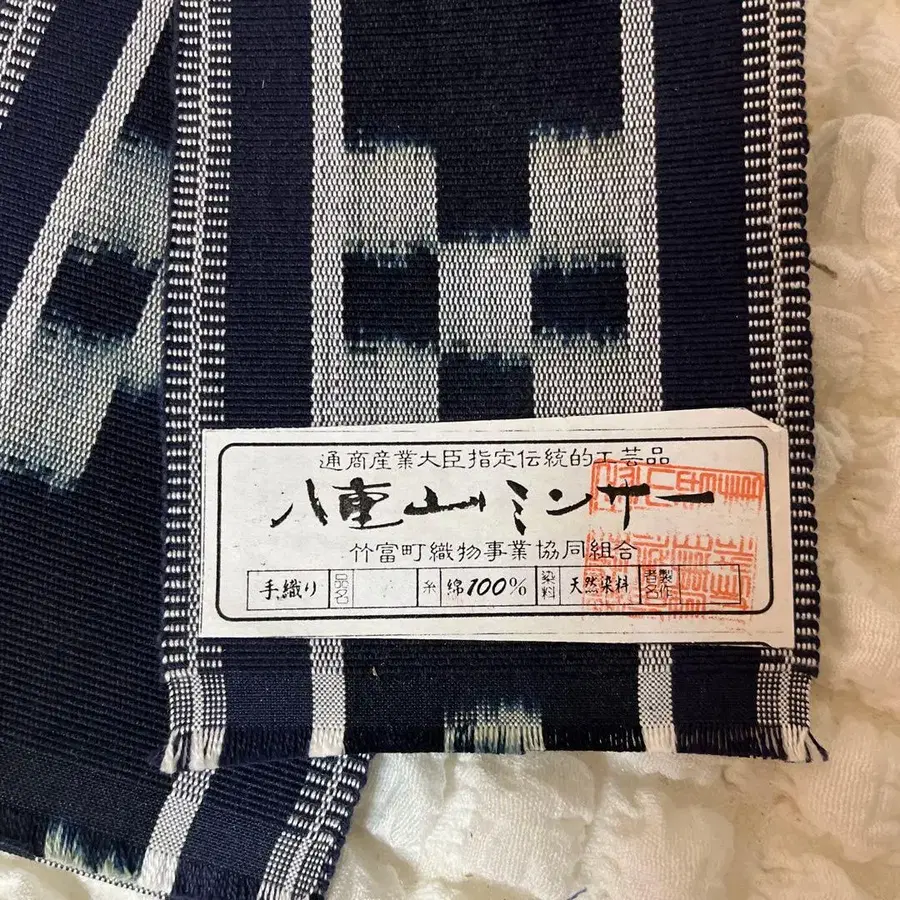 通商産業大臣指定伝統的工芸品
八重山ミンサー
竹富町織物事業協同組合
手織り 品名 糸 綿100% 染料 天然染料 製作者名